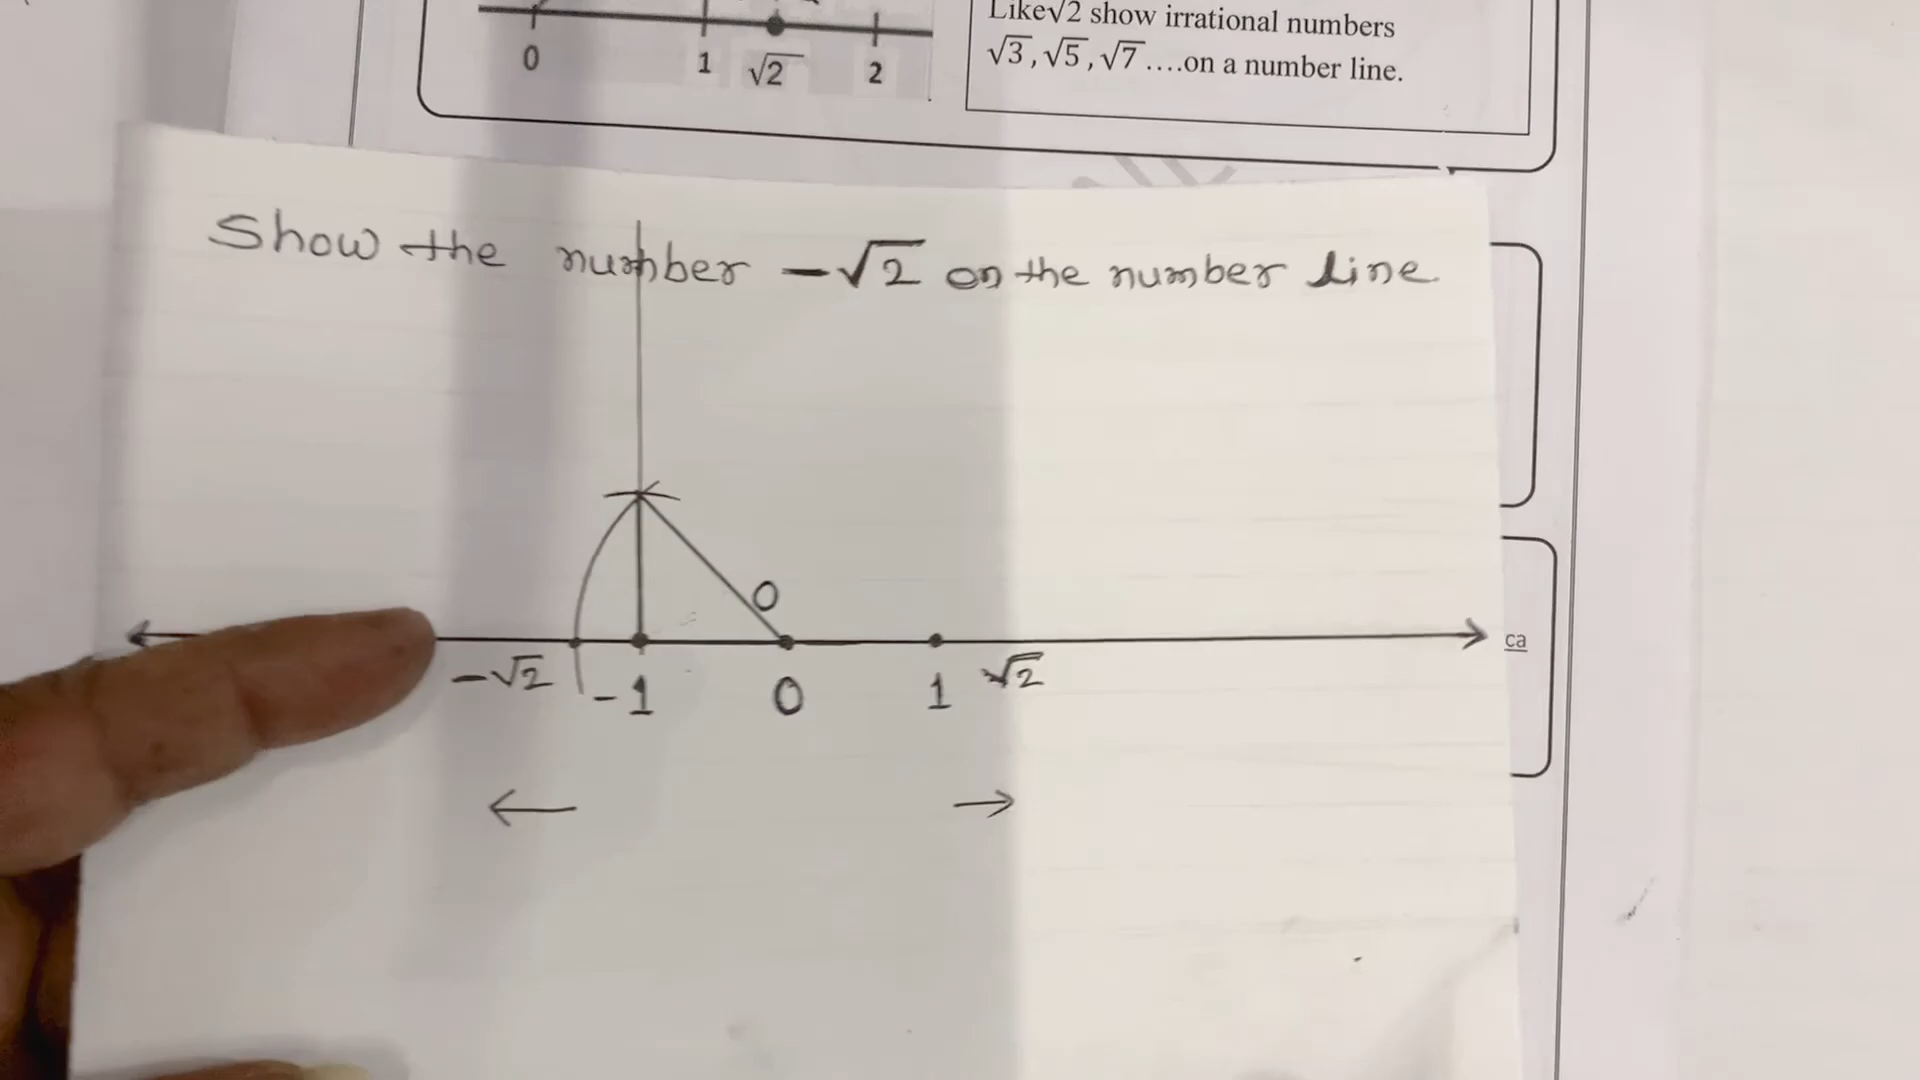 Like√2 show irrational numbers
√3, √5, √7 ....on a number line.
0 1 √2 2
Show the number -√2 on the number line.
0
-√2 -1 0 1 √2
ca